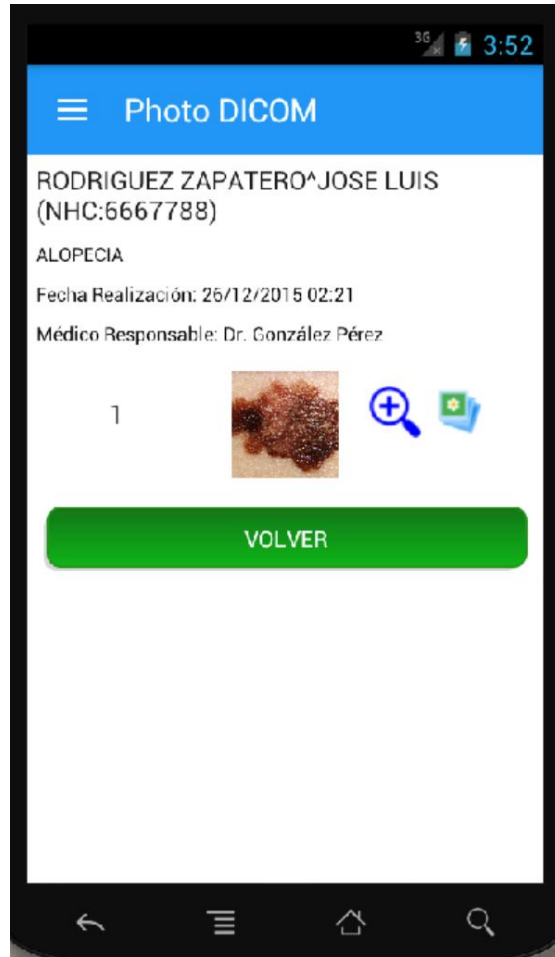 3G 3:52
Photo DICOM
RODRIGUEZ ZAPATERO^JOSE LUIS
(NHC:6667788)
ALOPECIA
Fecha Realización: 26/12/2015 02:21
Médico Responsable: Dr. González Pérez
1
VOLVER